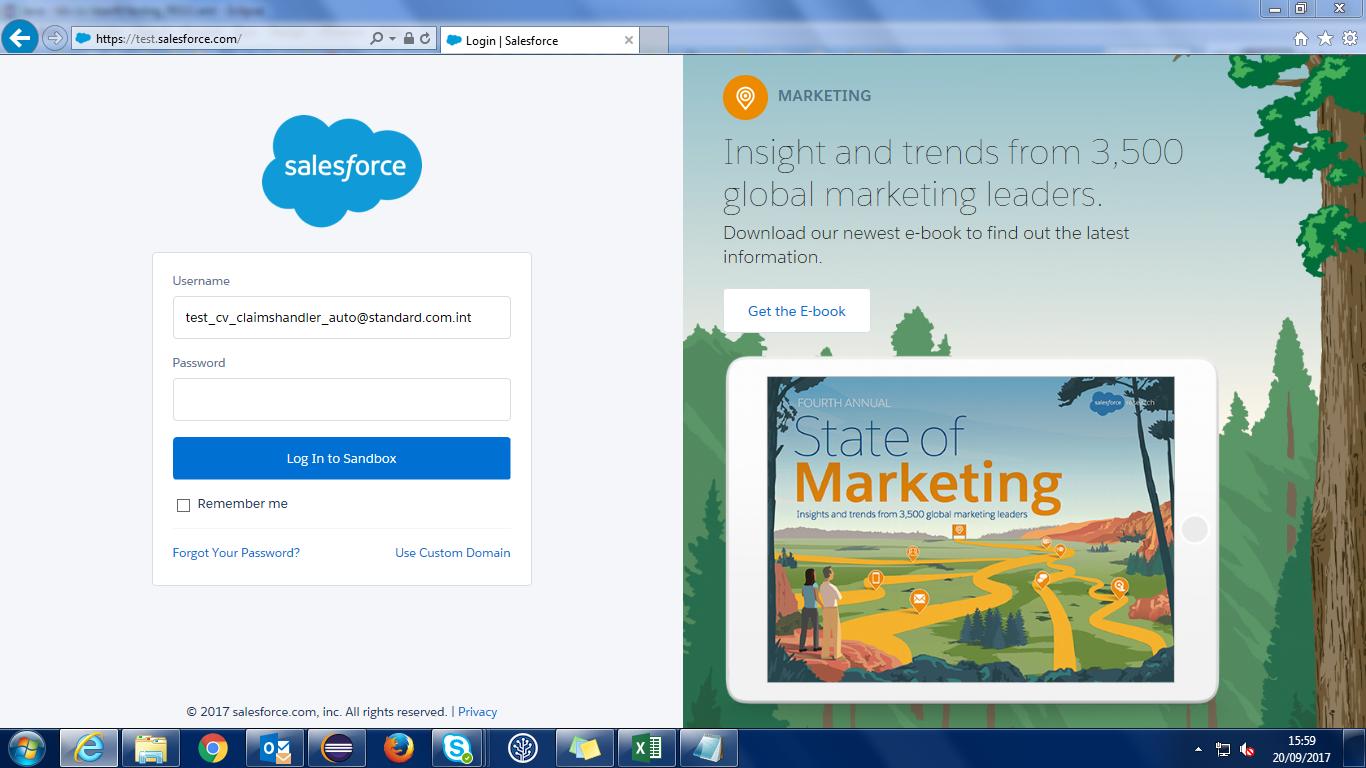 https://test.salesforce.com/
Login | Salesforce
salesforce
Username
test_cv_claimshandler_auto@standard.com.int
Password
Log In to Sandbox
Remember me
Forgot Your Password?
Use Custom Domain
© 2017 salesforce.com, inc. All rights reserved. | Privacy
MARKETING
Insight and trends from 3,500
global marketing leaders.
Download our newest e-book to find out the latest
information.
Get the E-book
FOURTH ANNUAL
salesforce research
State of
Marketing
Insights and trends from 3,500 global marketing leaders
15:59
20/09/2017